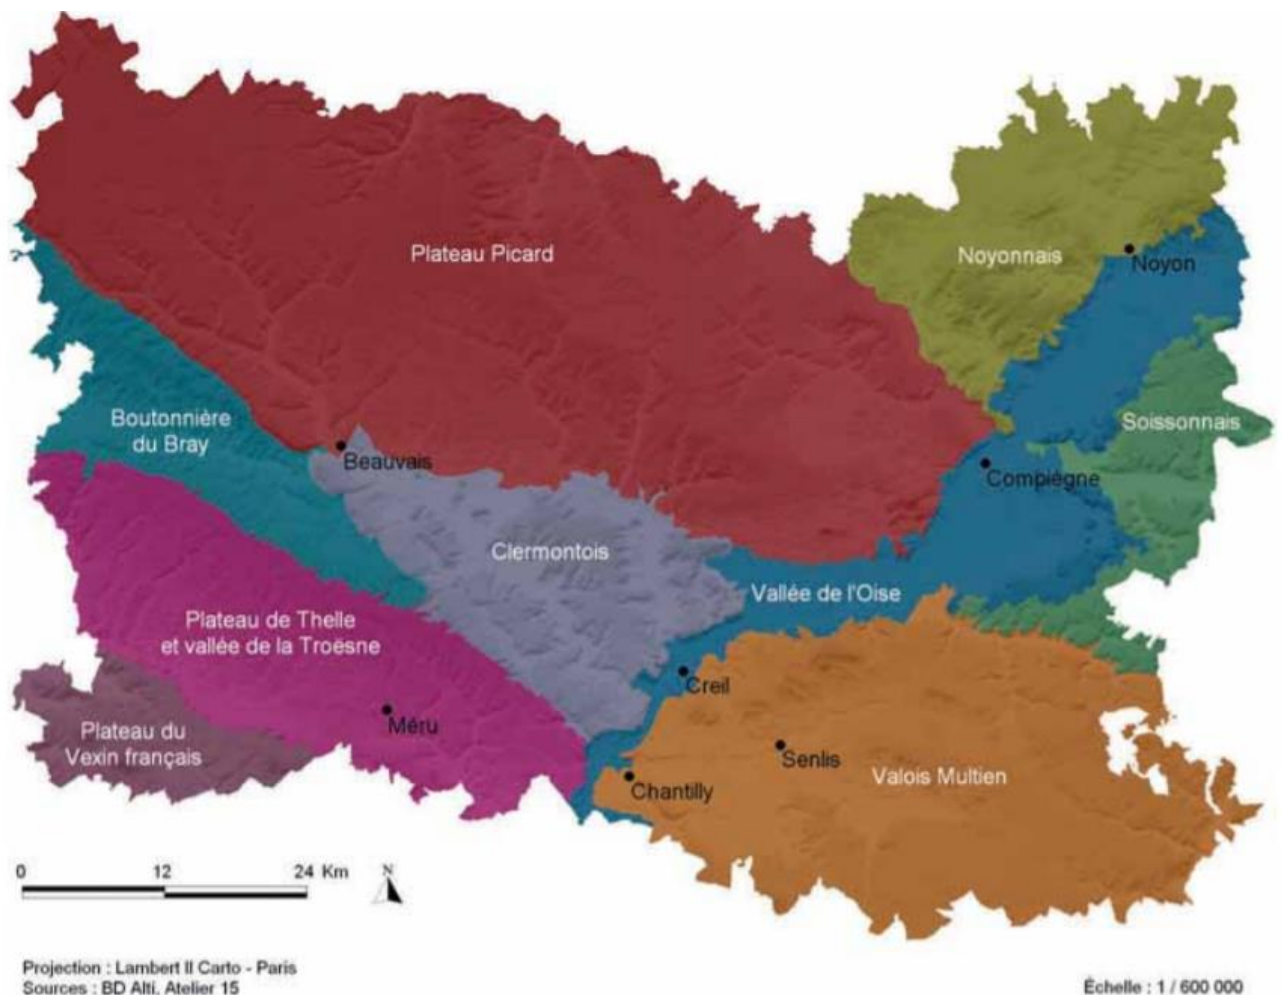 Plateau Picard
Noyonnais
Noyon
Boutonnière
du Bray
Soissonnais
Beauvais
Compiègne
Clermontois
Vallée de l'Oise
Plateau de Thelle
et vallée de la Troësne
Creil
Méru
Plateau du
Vexin français
Senlis
Valois Multien
Chantilly
0 12 24 Km
N
Projection : Lambert II Carto - Paris
Sources : BD Alti, Atelier 15
Échelle : 1 / 600 000